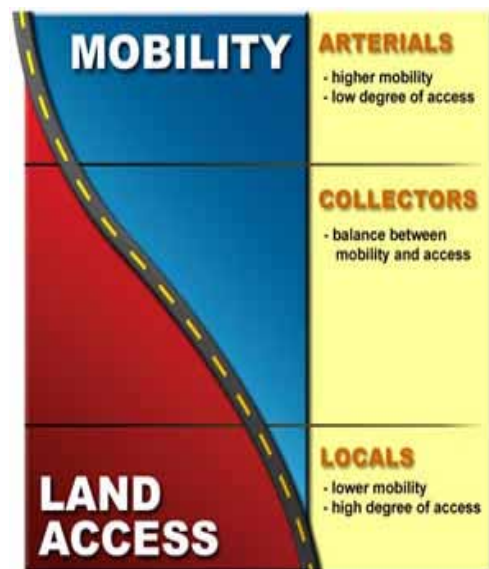 MOBILITY
ARTERIALS
- higher mobility
- low degree of access
COLLECTORS
- balance between
mobility and access
LAND
ACCESS
LOCALS
- lower mobility
- high degree of access